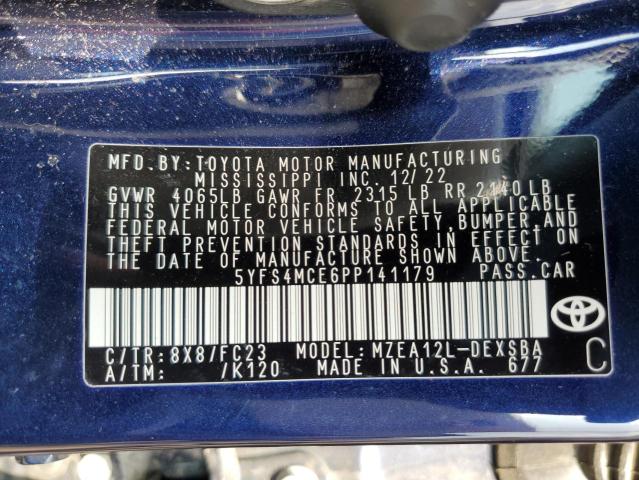 MFD. BY: TOYOTA MOTOR MANUFACTURING
MISSISSIPPI INC. 12/22
GVWR 4065LB GAWR FR 2315 LB RR 2140 LB
THIS VEHICLE CONFORMS TO ALL APPLICABLE
FEDERAL MOTOR VEHICLE SAFETY, BUMPER, AND
THEFT PREVENTION STANDARDS IN EFFECT ON
THE DATE OF MANUFACTURE SHOWN ABOVE.
5YFS4MCE6PP141179 PASS. CAR
C/TR: 8X8/FC23 MODEL: MZEA12L-DEXSBA
A/TM: /K120 MADE IN U.S.A. 677
C